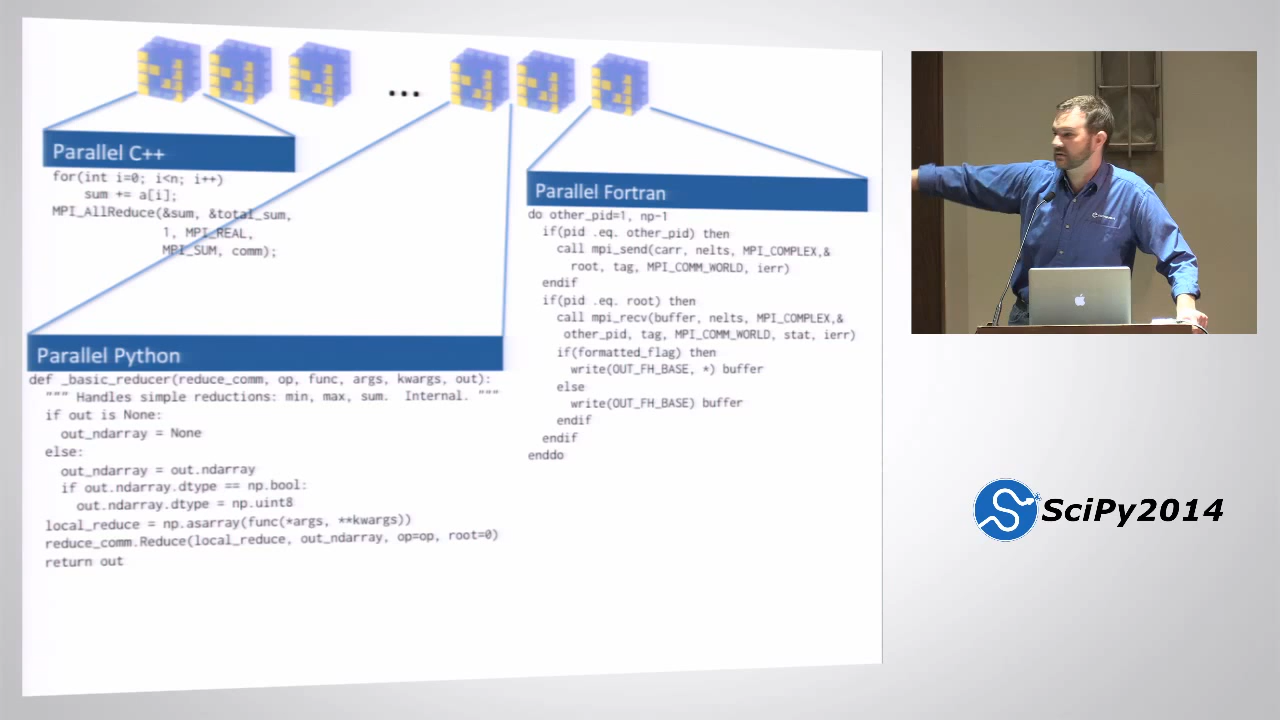 ...
Parallel C++
for(int i=0; i<n; i++)
sum += a[i];
MPI_AllReduce(&sum, &total_sum,
1, MPI_REAL,
MPI_SUM, comm);
Parallel Python
def _basic_reducer(reduce_comm, op, func, args, kwargs, out):
""" Handles simple reductions: min, max, sum. Internal. """
if out is None:
out_ndarray = None
else:
out_ndarray = out.ndarray
if out.ndarray.dtype == np.bool:
out.ndarray.dtype = np.uint8
local_reduce = np.asarray(func(*args, **kwargs))
reduce_comm.Reduce(local_reduce, out_ndarray, op=op, root=0)
return out
Parallel Fortran
do other_pid=1, np-1
if(pid .eq. other_pid) then
call mpi_send(carr, nelts, MPI_COMPLEX,&
root, tag, MPI_COMM_WORLD, ierr)
endif
if(pid .eq. root) then
call mpi_recv(buffer, nelts, MPI_COMPLEX,&
other_pid, tag, MPI_COMM_WORLD, stat, ierr)
if(formatted_flag) then
write(OUT_FH_BASE, *) buffer
else
write(OUT_FH_BASE) buffer
endif
endif
enddo
SciPy2014